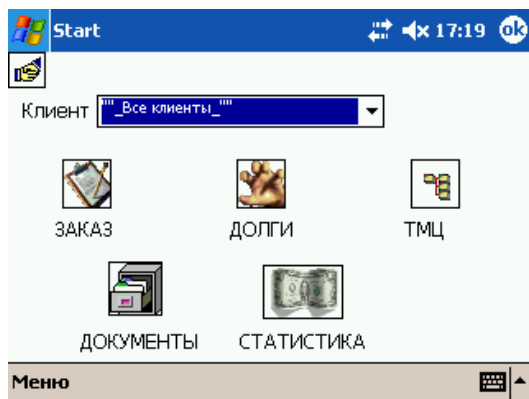 Start 17:19 ok
Клиент ""_Все клиенты_""
ЗАКАЗ ДОЛГИ ТМЦ
ДОКУМЕНТЫ СТАТИСТИКА
Меню